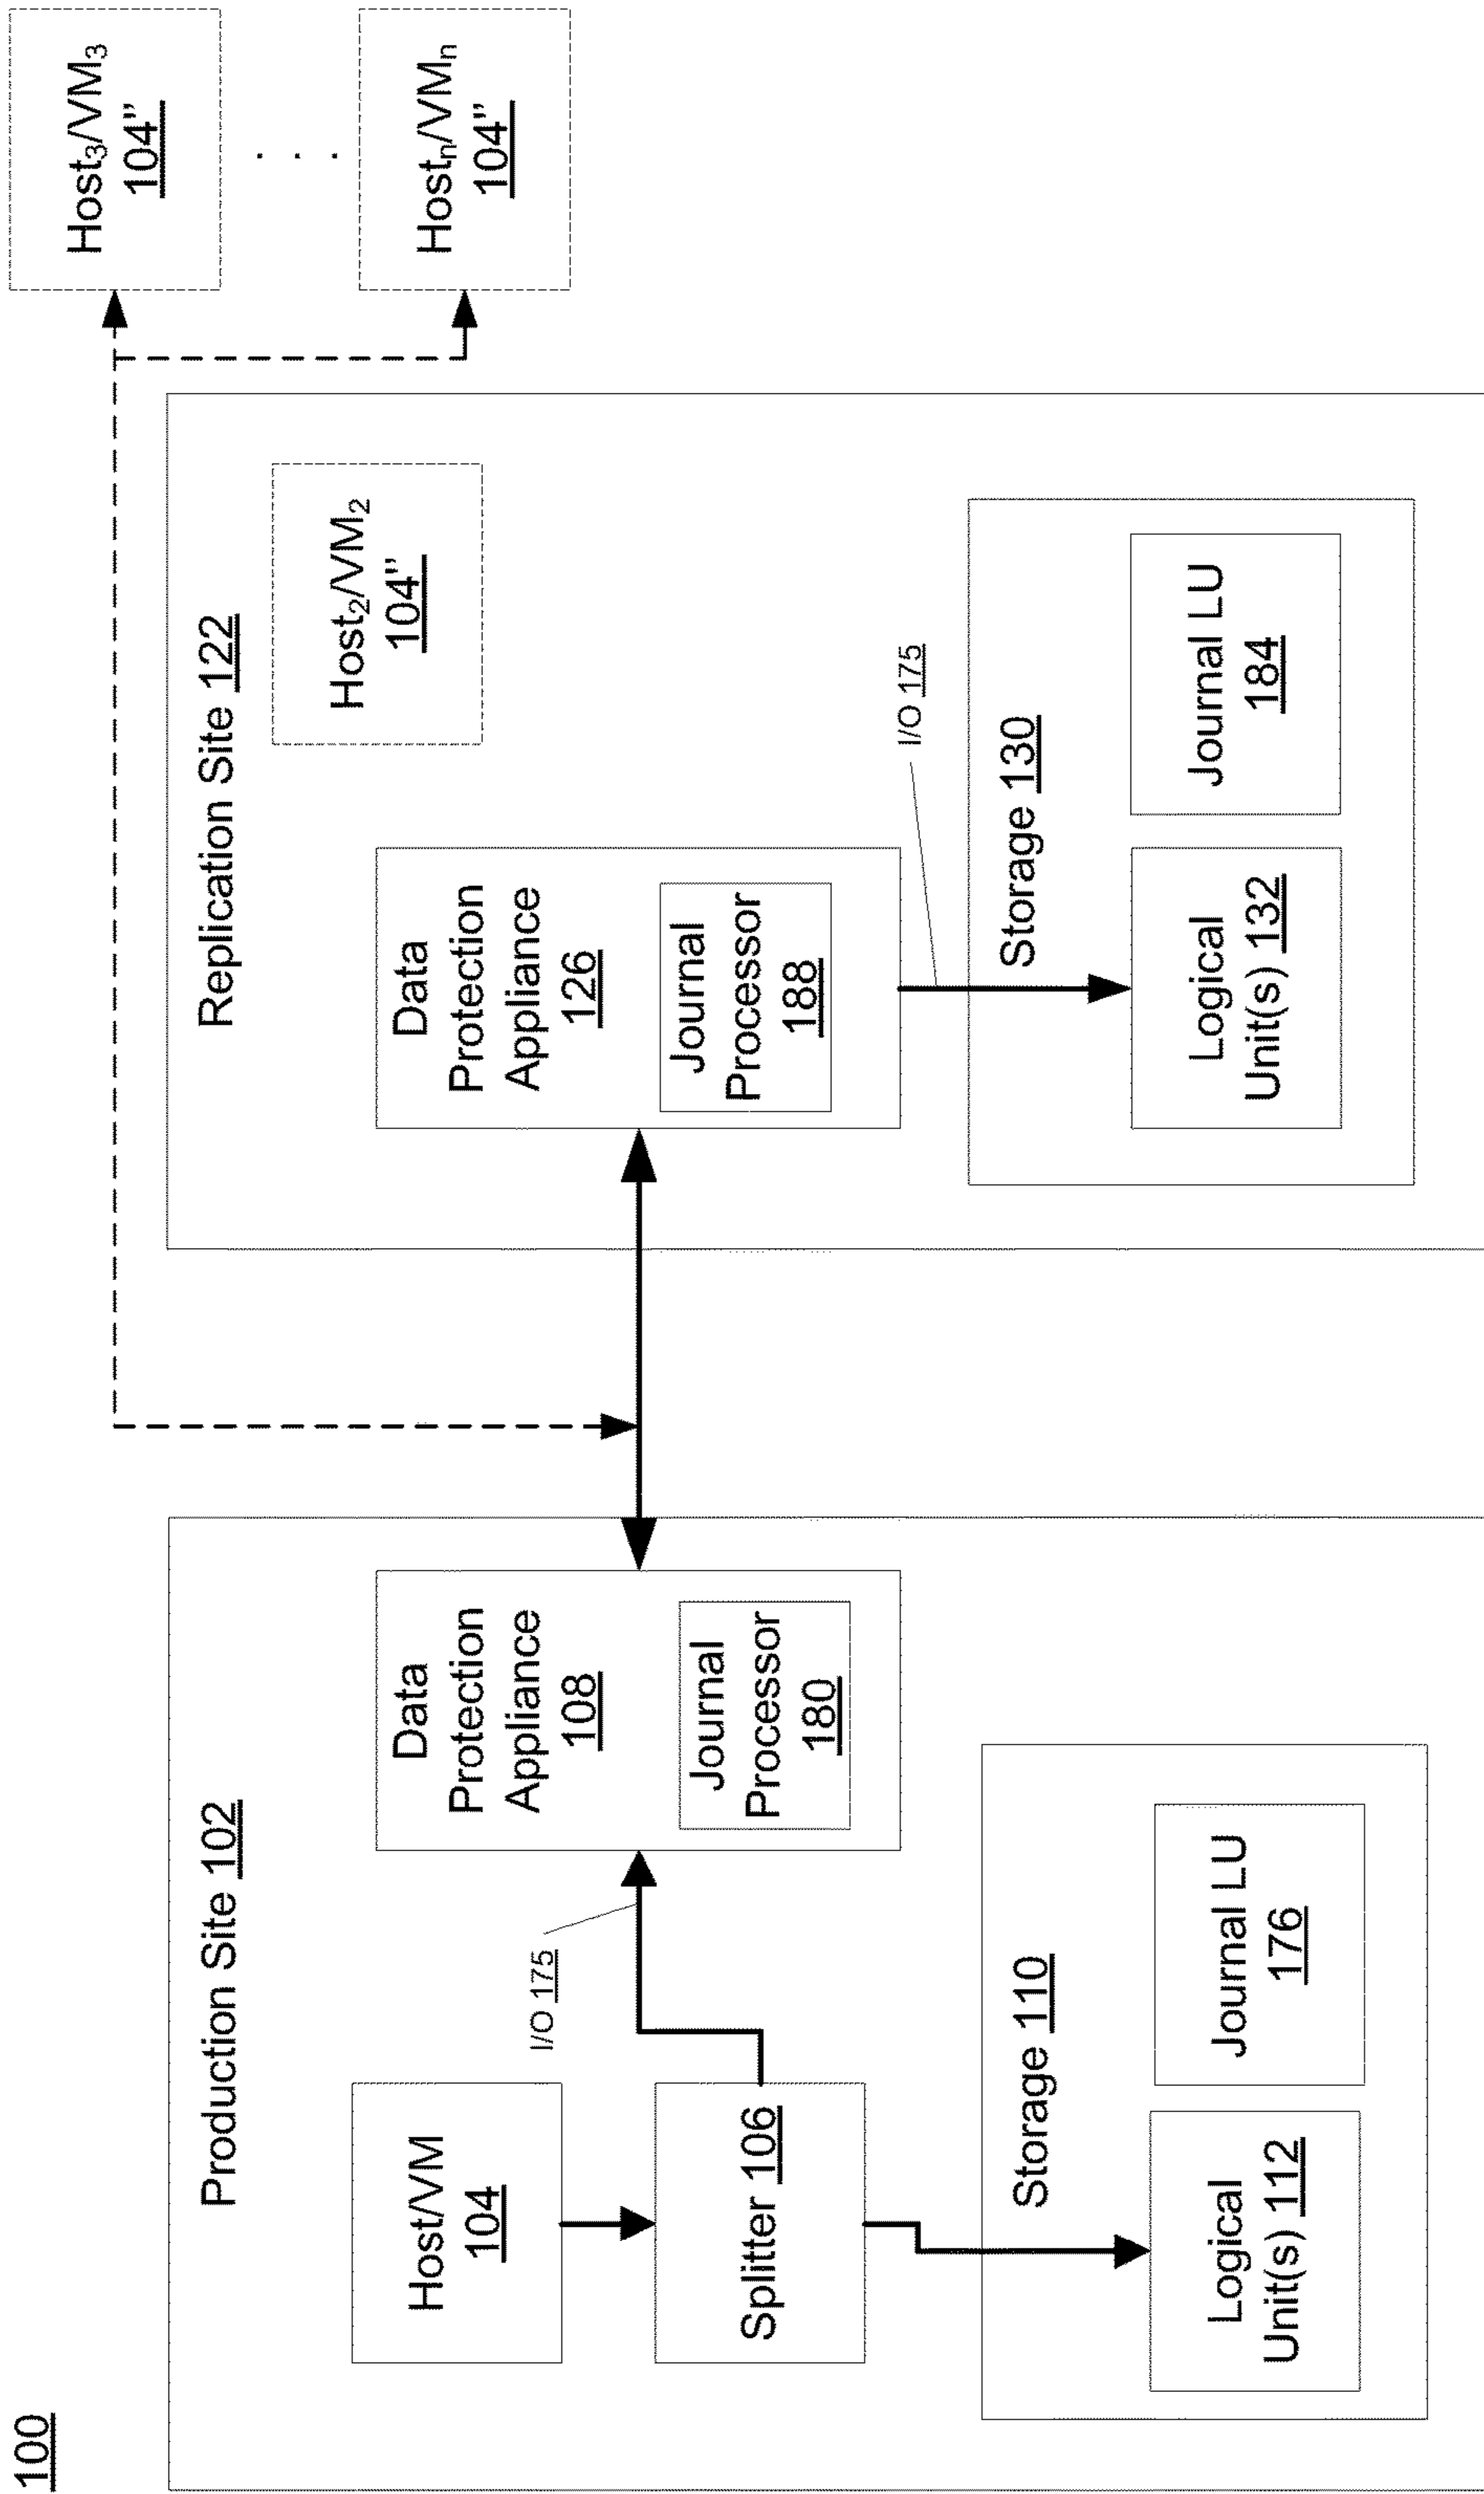 100
Production Site 102
Host/VM
104
Splitter 106
I/O 175
Data
Protection
Appliance
108
Journal
Processor
180
Storage 110
Logical
Unit(s) 112
Journal LU
176
Replication Site 122
Data
Protection
Appliance
126
Journal
Processor
188
Host2/VM2
104"
I/O 175
Storage 130
Logical
Unit(s) 132
Journal LU
184
Host3/VM3
104"
. . .
Hostn/VMn
104"